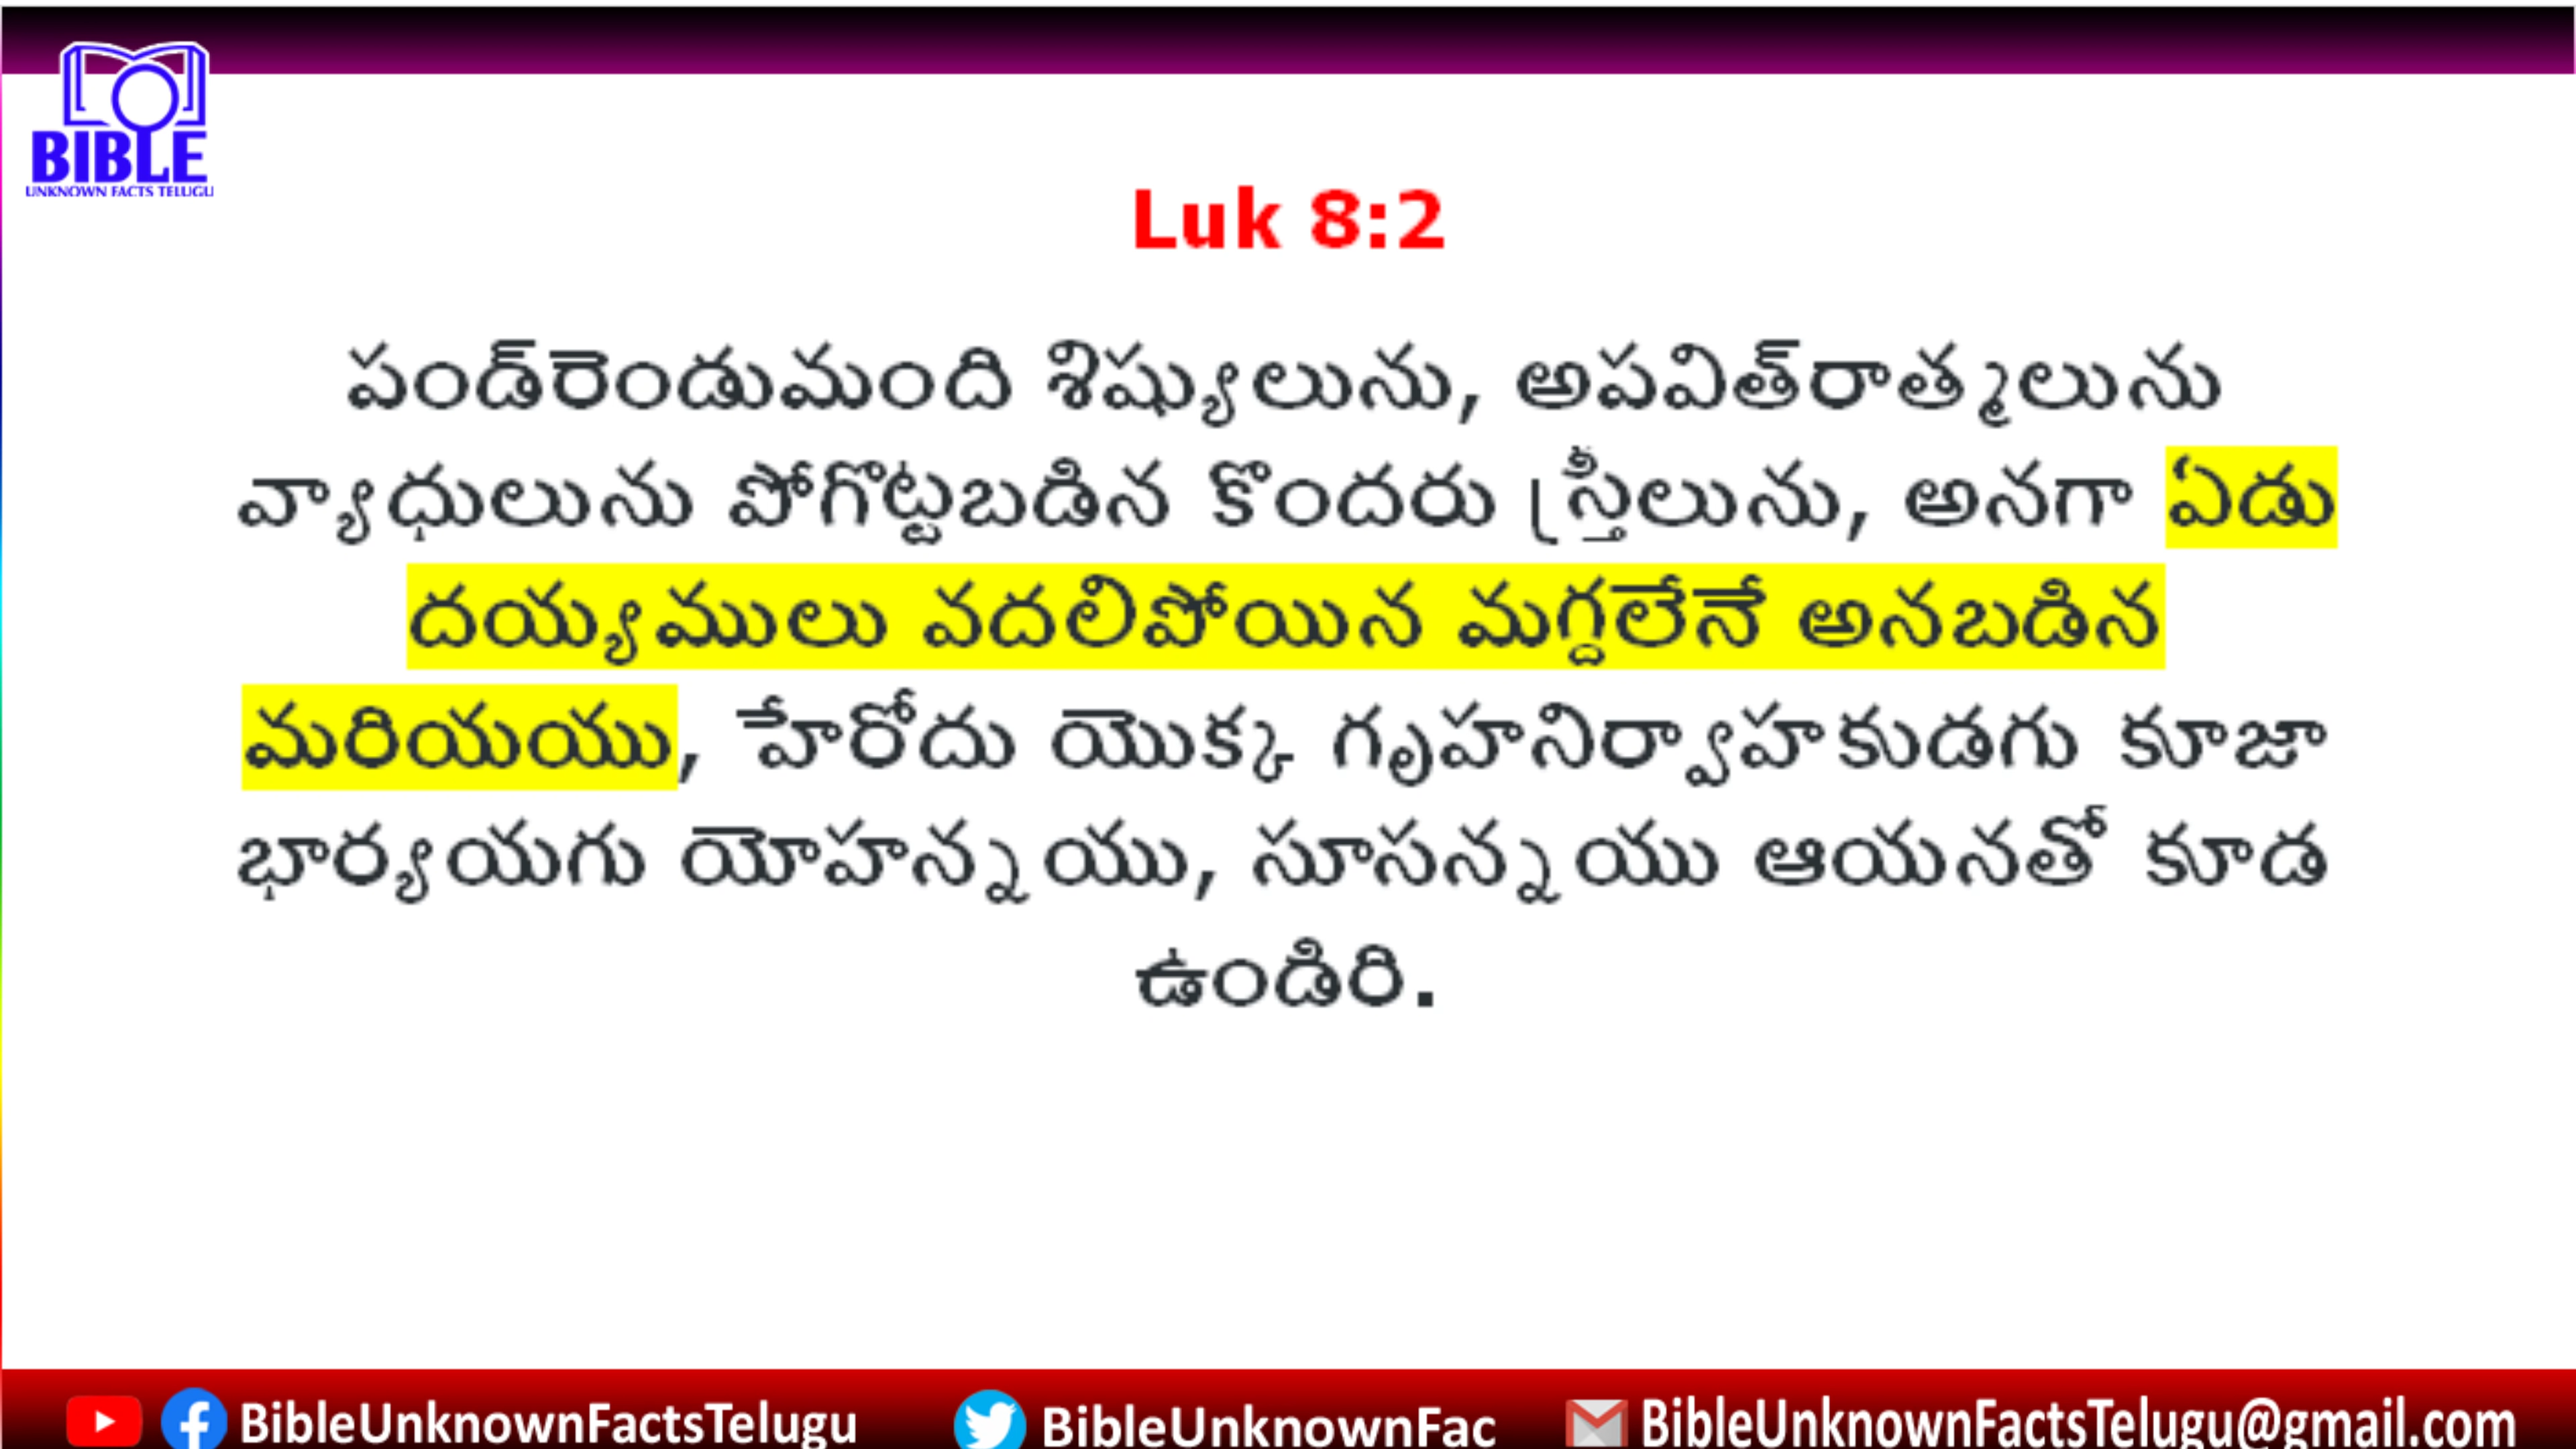 BIBLE
UNKNOWN FACTS TELUGU
Luk 8:2
పండ్‌రెండుమంది శిష్యులును, అపవిత్‌రాత్మలును
వ్యాధులును పోగొట్టబడిన కొందరు స్త్రీలును, అనగా ఏడు
దయ్యములు వదలిపోయిన మగ్దలేనే అనబడిన
మరియయు, హేరోదు యొక్క గృహనిర్వాహకుడగు కూజా
భార్యయగు యోహన్నయు, సూసన్నయు ఆయనతో కూడ
ఉండిరి.
BibleUnknownFactsTelugu BibleUnknownFac BibleUnknownFactsTelugu@gmail.com